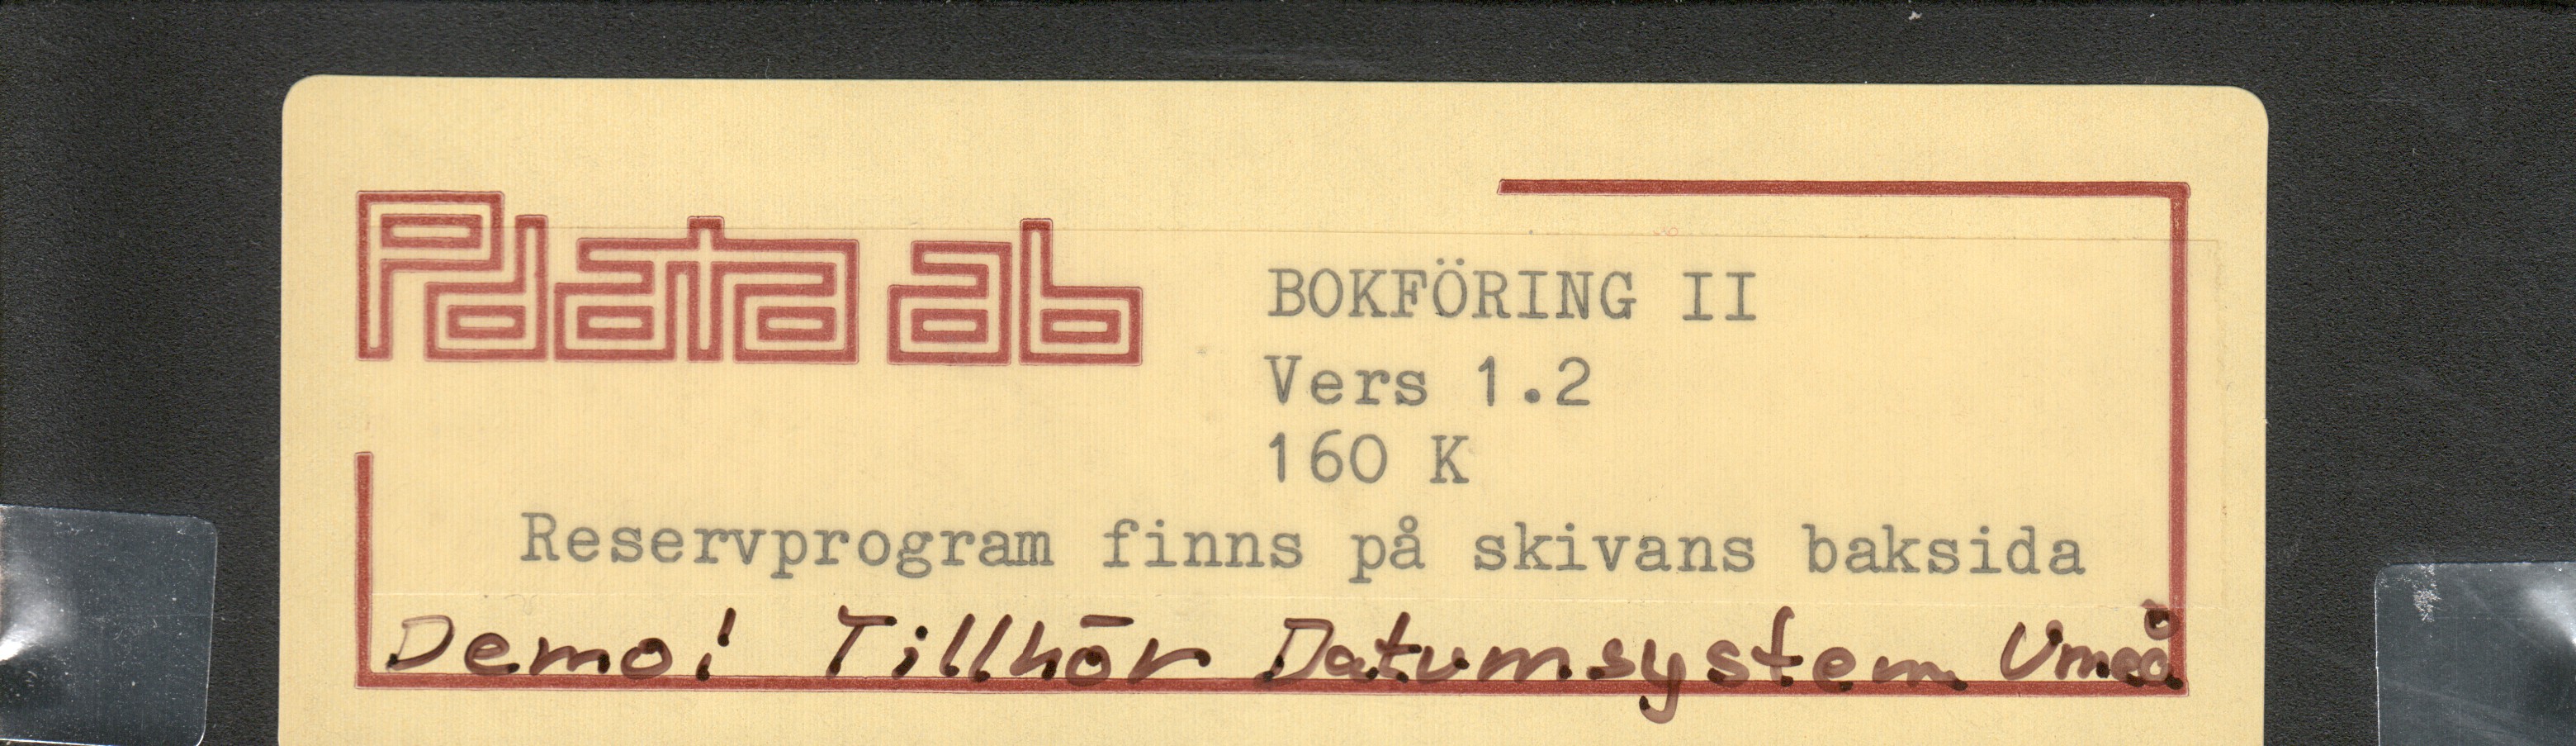 Pdata ab
BOKFÖRING II
Vers 1.2
160 K
Reservprogram finns på skivans baksida
Demo! Tillhör Datumsystem Umeå